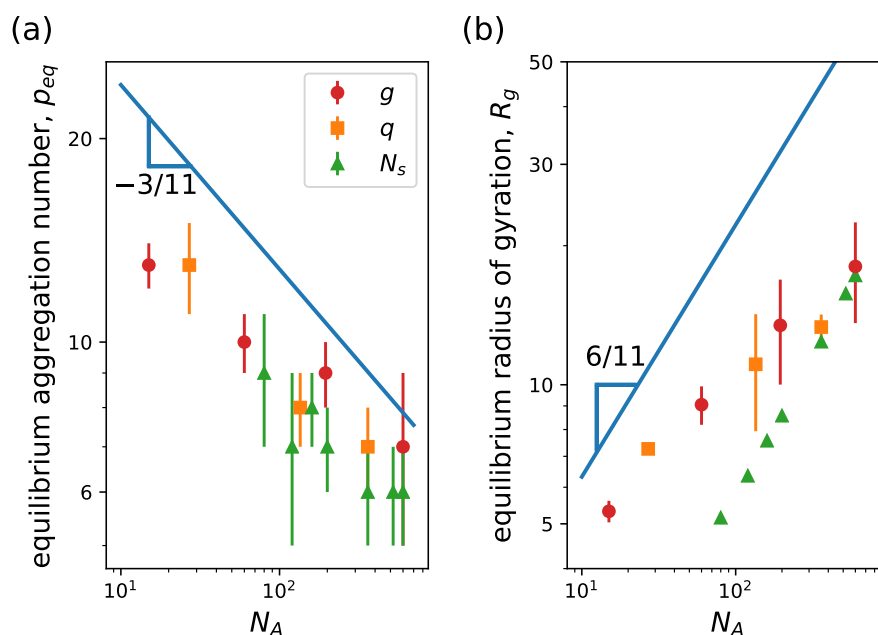 (a)
equilibrium aggregation number, p_eq
20
10
6
−3/11
g
q
N_s
10^1
10^2
N_A
(b)
equilibrium radius of gyration, R_g
50
30
10
5
6/11
10^1
10^2
N_A